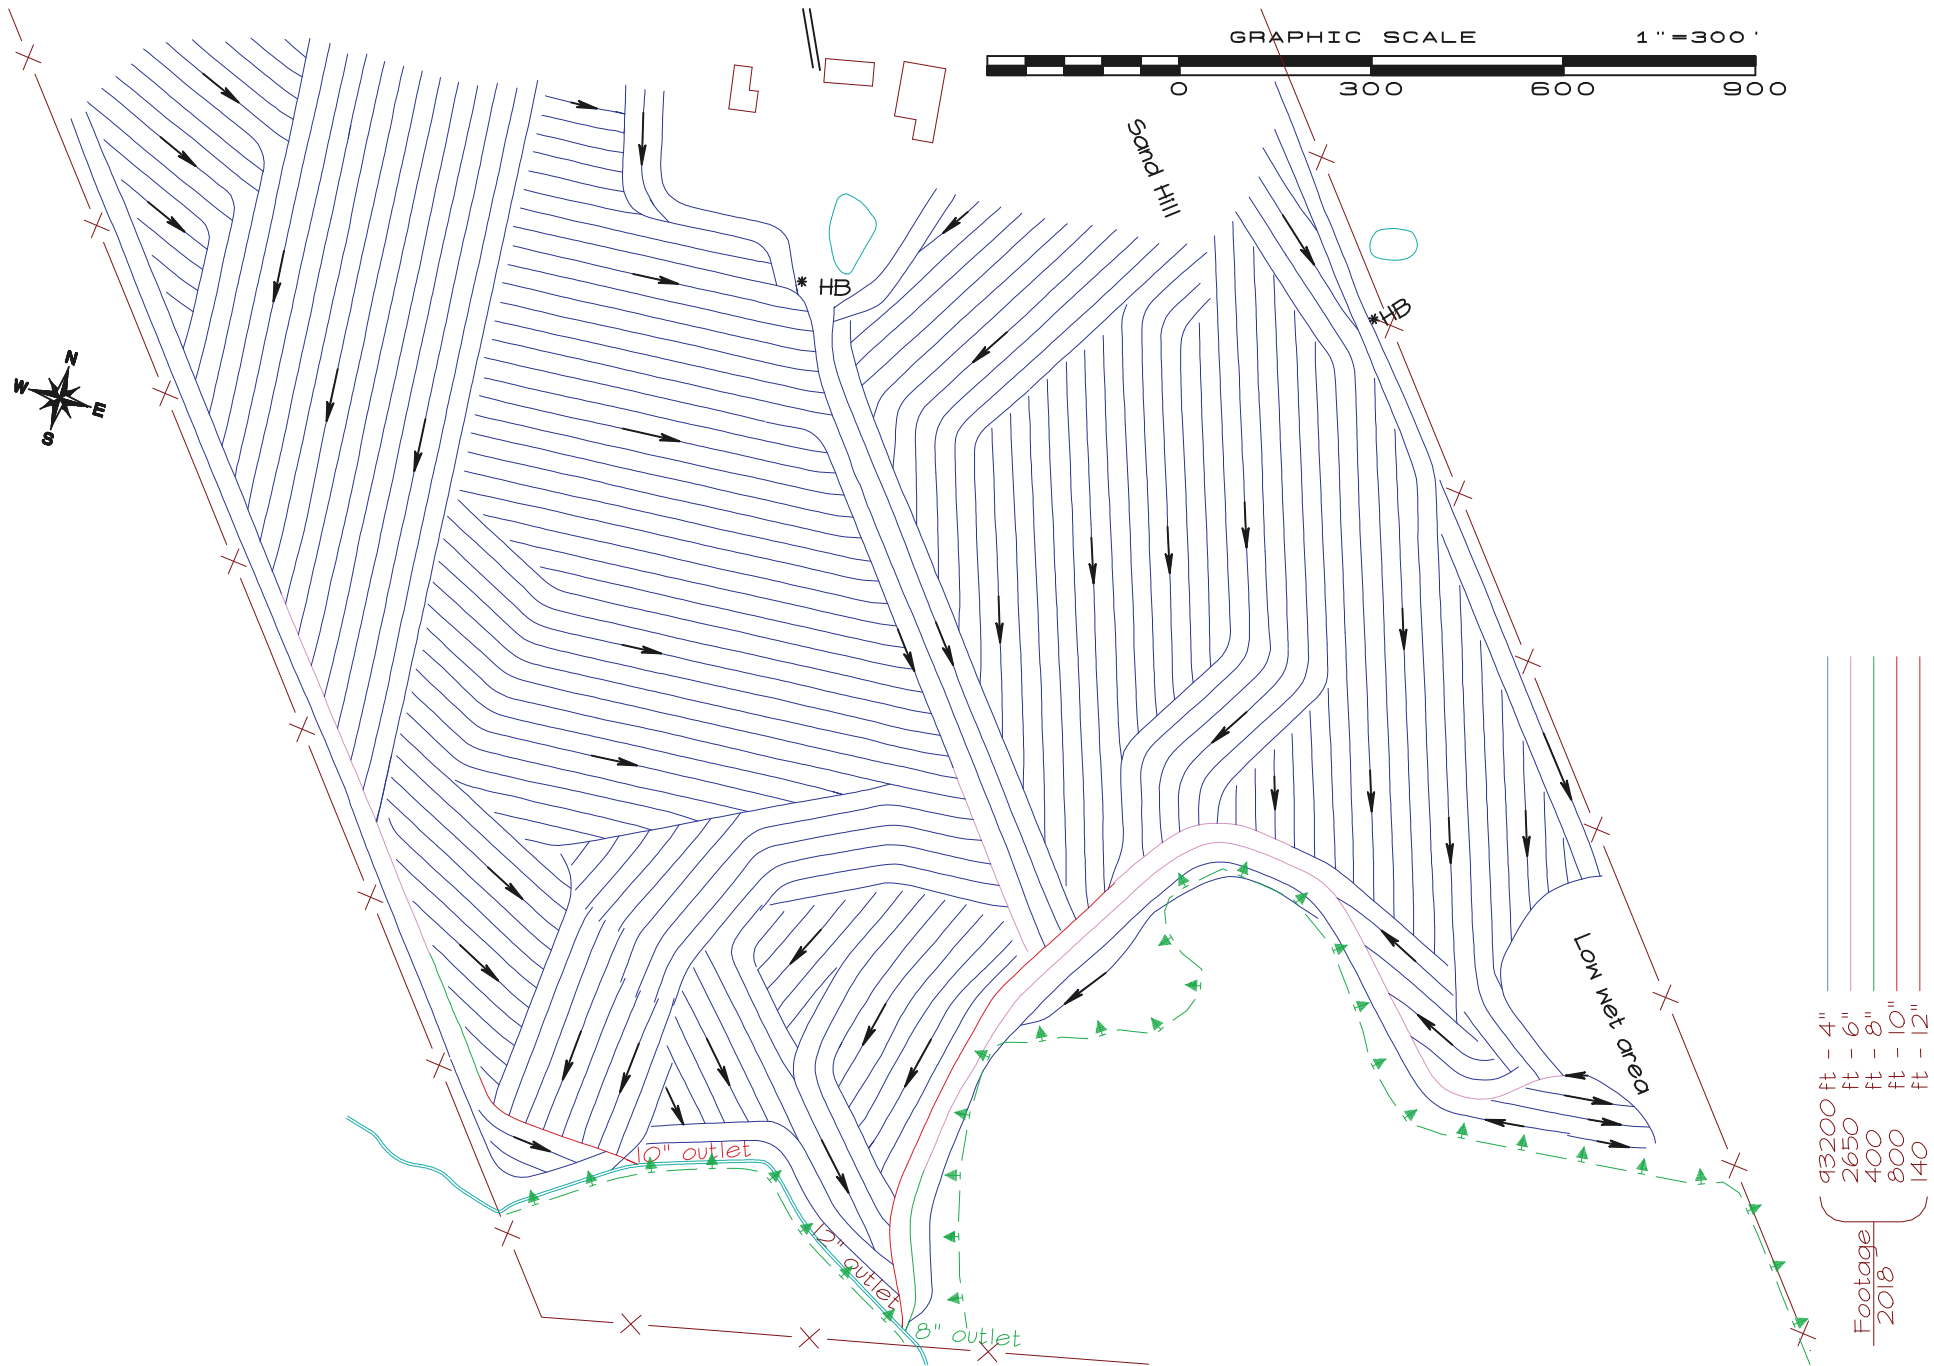 GRAPHIC SCALE 1"=300'
0 300 600 900
Sand Hill
* HB
*HB
N
W E
S
Low wet area
10" outlet
12" outlet
8" outlet
93200 ft - 4"
2650 ft - 6"
400 ft - 8"
800 ft - 10"
140 ft - 12"
Footage
2018